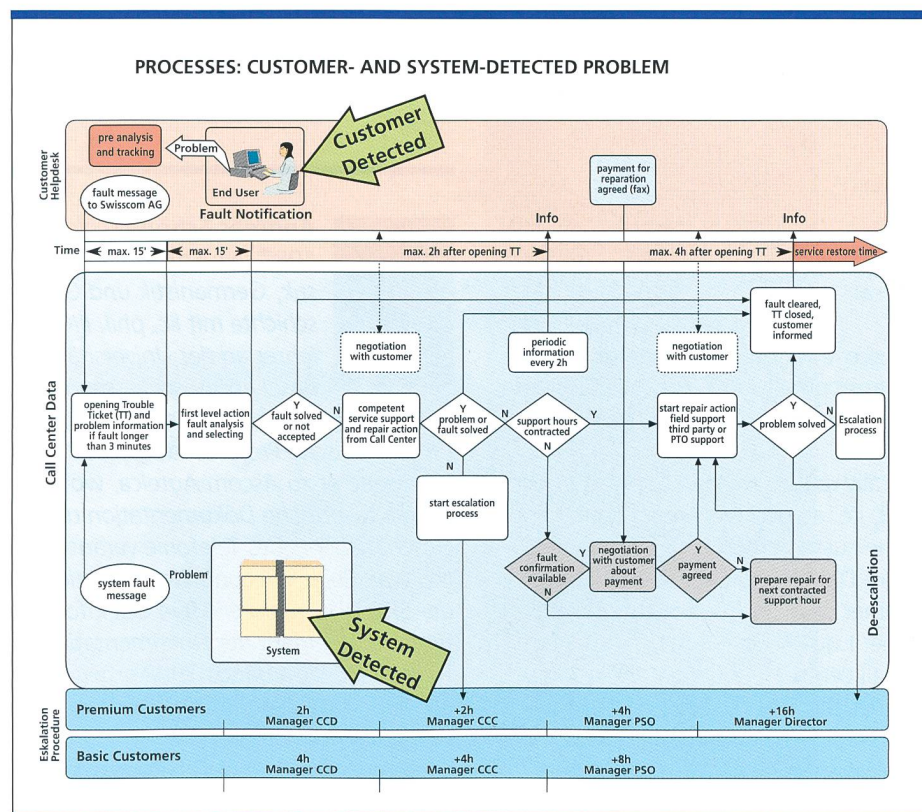 PROCESSES: CUSTOMER- AND SYSTEM-DETECTED PROBLEM
Customer
Helpdesk
pre analysis
and tracking
Problem
End User
Fault Notification
Customer
Detected
fault message
to Swisscom AG
payment for
reparation
agreed (fax)
Info
Info
Time
max. 15'
max. 15'
max. 2h after opening TT
max. 4h after opening TT
service restore time
Call Center Data
fault cleared,
TT closed,
customer
informed
negotiation
with customer
periodic
information
every 2h
negotiation
with customer
opening Trouble
Ticket (TT) and
problem information
if fault longer
than 3 minutes
first level action
fault analysis
and selecting
Y
fault solved
or not
accepted
N
competent
service support
and repair action
from Call Center
Y
problem or
fault solved
N
N
support hours
contracted
Y
N
start repair action
field support
third party or
PTO support
Y
problem solved
N
Escalation
process
start escalation
process
fault
confirmation
available
Y
N
negotiation
with customer
about
payment
Y
payment
agreed
N
prepare repair for
next contracted
support hour
De-escalation
system fault
message
Problem
System
System
Detected
Eskalation
Procedure
Premium Customers
2h
Manager CCD
+2h
Manager CCC
+4h
Manager PSO
+16h
Manager Director
Basic Customers
4h
Manager CCD
+4h
Manager CCC
+8h
Manager PSO